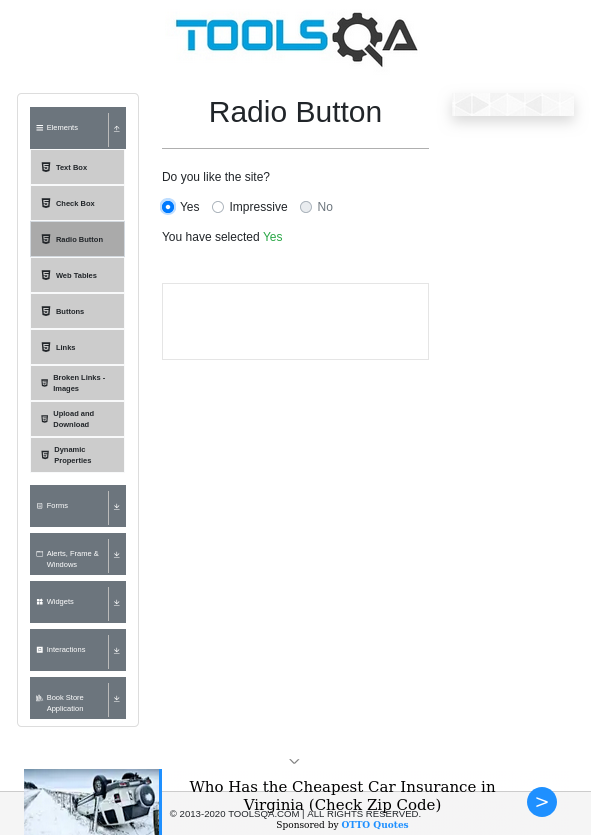 TOOLSQA
Elements
Text Box
Check Box
Radio Button
Web Tables
Buttons
Links
Broken Links -
Images
Upload and
Download
Dynamic
Properties
Forms
Alerts, Frame &
Windows
Widgets
Interactions
Book Store
Application
Radio Button
Do you like the site?
Yes Impressive No
You have selected Yes
Who Has the Cheapest Car Insurance in
Virginia (Check Zip Code)
© 2013-2020 TOOLSQA.COM | ALL RIGHTS RESERVED.
Sponsored by OTTO Quotes